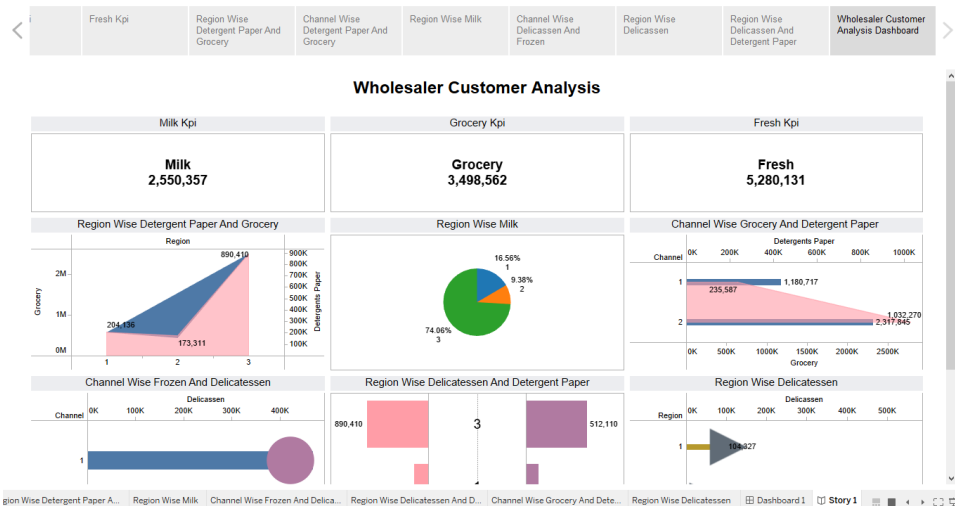 i
Fresh Kpi
Region Wise
Detergent Paper And
Grocery
Channel Wise
Detergent Paper And
Grocery
Region Wise Milk
Channel Wise
Delicassen And
Frozen
Region Wise
Delicassen
Region Wise
Delicassen And
Detergent Paper
Wholesaler Customer
Analysis Dashboard
Wholesaler Customer Analysis
Milk Kpi
Grocery Kpi
Fresh Kpi
Milk
2,550,357
Grocery
3,498,562
Fresh
5,280,131
Region Wise Detergent Paper And Grocery
Region
890,410
2M
1M
0M
Grocery
204,136
173,311
900K
800K
700K
600K
500K
400K
300K
200K
100K
Detergents Paper
1 2 3
Region Wise Milk
16.56%
1
9.38%
2
74.06%
3
Channel Wise Grocery And Detergent Paper
Detergents Paper
Channel 0K 200K 400K 600K 800K 1000K
1 1,180,717
235,587
1,032,270
2 2,317,845
0K 500K 1000K 1500K 2000K 2500K
Grocery
Channel Wise Frozen And Delicatessen
Delicassen
Channel 0K 100K 200K 300K 400K
1
Region Wise Delicatessen And Detergent Paper
890,410 3 512,110
Region Wise Delicatessen
Delicassen
Region 0K 100K 200K 300K 400K 500K
1 104,327
gion Wise Detergent Paper A... Region Wise Milk Channel Wise Frozen And Delica... Region Wise Delicatessen And D... Channel Wise Grocery And Dete... Region Wise Delicatessen Dashboard 1 Story 1